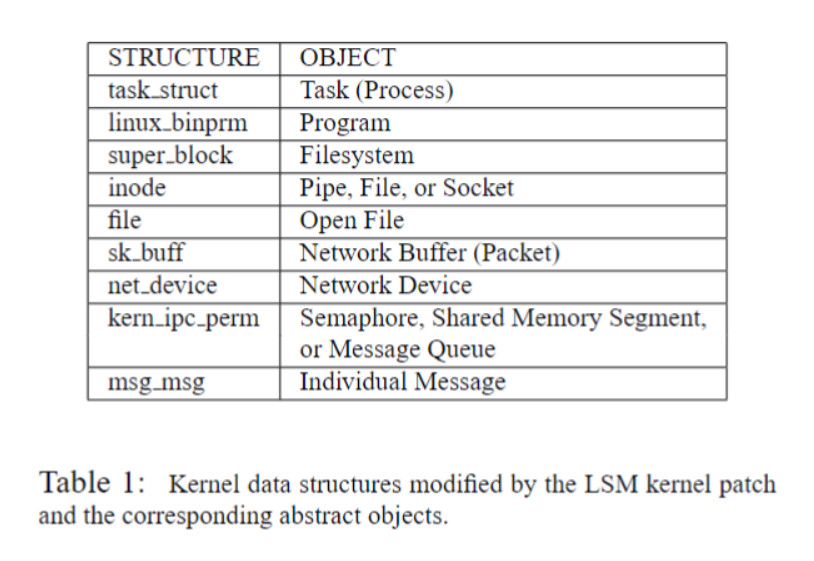 STRUCTURE OBJECT
task_struct Task (Process)
linux_binprm Program
super_block Filesystem
inode Pipe, File, or Socket
file Open File
sk_buff Network Buffer (Packet)
net_device Network Device
kern_ipc_perm Semaphore, Shared Memory Segment,
or Message Queue
msg_msg Individual Message
Table 1: Kernel data structures modified by the LSM kernel patch
and the corresponding abstract objects.